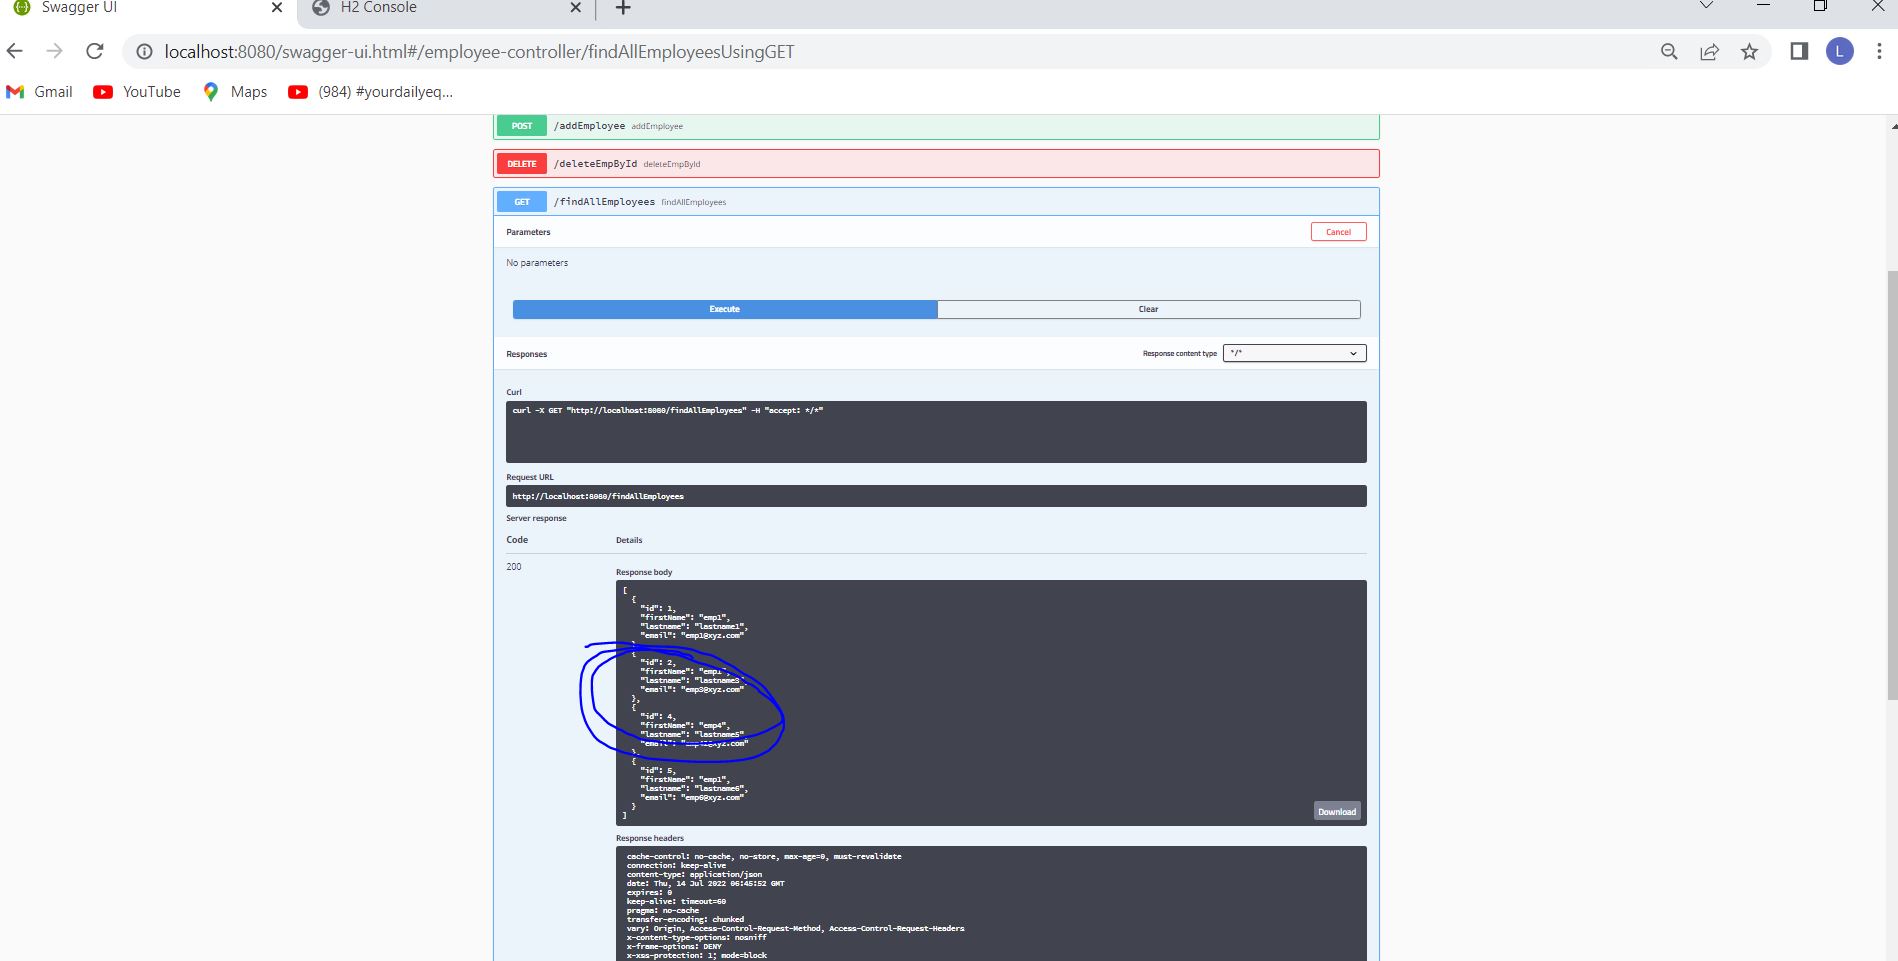 Swagger UI
H2 Console
localhost:8080/swagger-ui.html#/employee-controller/findAllEmployeesUsingGET
L
Gmail
YouTube
Maps
(984) #yourdailyeq...
POST /addEmployee addEmployee
DELETE /deleteEmpById deleteEmpById
GET /findAllEmployees findAllEmployees
Parameters
Cancel
No parameters
Execute
Clear
Responses
Response content type
*/*
Curl
curl -X GET "http://localhost:8080/findAllEmployees" -H "accept: */*"
Request URL
http://localhost:8080/findAllEmployees
Server response
Code
Details
200
Response body
[
{
"id": 1,
"firstName": "emp1",
"lastname": "lastname1",
"email": "emp1@xyz.com"
},
{
"id": 2,
"firstName": "emp1",
"lastname": "lastname3",
"email": "emp3@xyz.com"
},
{
"id": 4,
"firstName": "emp4",
"lastname": "lastname5"
"email":
},
{
"id": 5,
"firstName": "emp1",
"lastname": "lastname6",
"email": "emp6@xyz.com"
}
]
Download
Response headers
cache-control: no-cache, no-store, max-age=0, must-revalidate
connection: keep-alive
content-type: application/json
date: Thu, 14 Jul 2022 06:45:52 GMT
expires: 0
keep-alive: timeout=60
pragma: no-cache
transfer-encoding: chunked
vary: Origin, Access-Control-Request-Method, Access-Control-Request-Headers
x-content-type-options: nosniff
x-frame-options: DENY
x-xss-protection: 1; mode=block